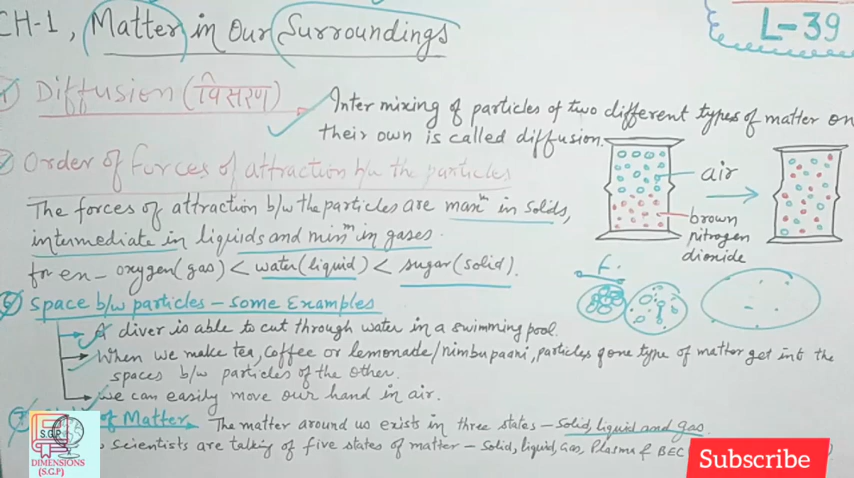 CH-1, Matter in Our Surroundings
L-39
Diffusion (विसरण)
Inter mixing of particles of two different types of matter on
their own is called diffusion.
Order of forces of attraction b/w the particles
air
The forces of attraction b/w the particles are maxᵐ in solids,
intermediate in liquids and minᵐ in gases.
brown
nitrogen
dioxide
for ex- oxygen(gas) < water(liquid) < sugar(solid).
f.
6 Space b/w particles - Some Examples
A diver is able to cut through water in a swimming pool.
When we make tea, coffee or lemonade/nimbu paani, particles of one type of matter get into the
spaces b/w particles of the other.
We can easily move our hand in air.
7 of Matter The matter around us exists in three states - Solid, liquid and gas.
scientists are talking of five states of matter - Solid, liquid, Gas, Plasma & BEC
S.G.P
DIMENSIONS
(S.G.P)
Subscribe